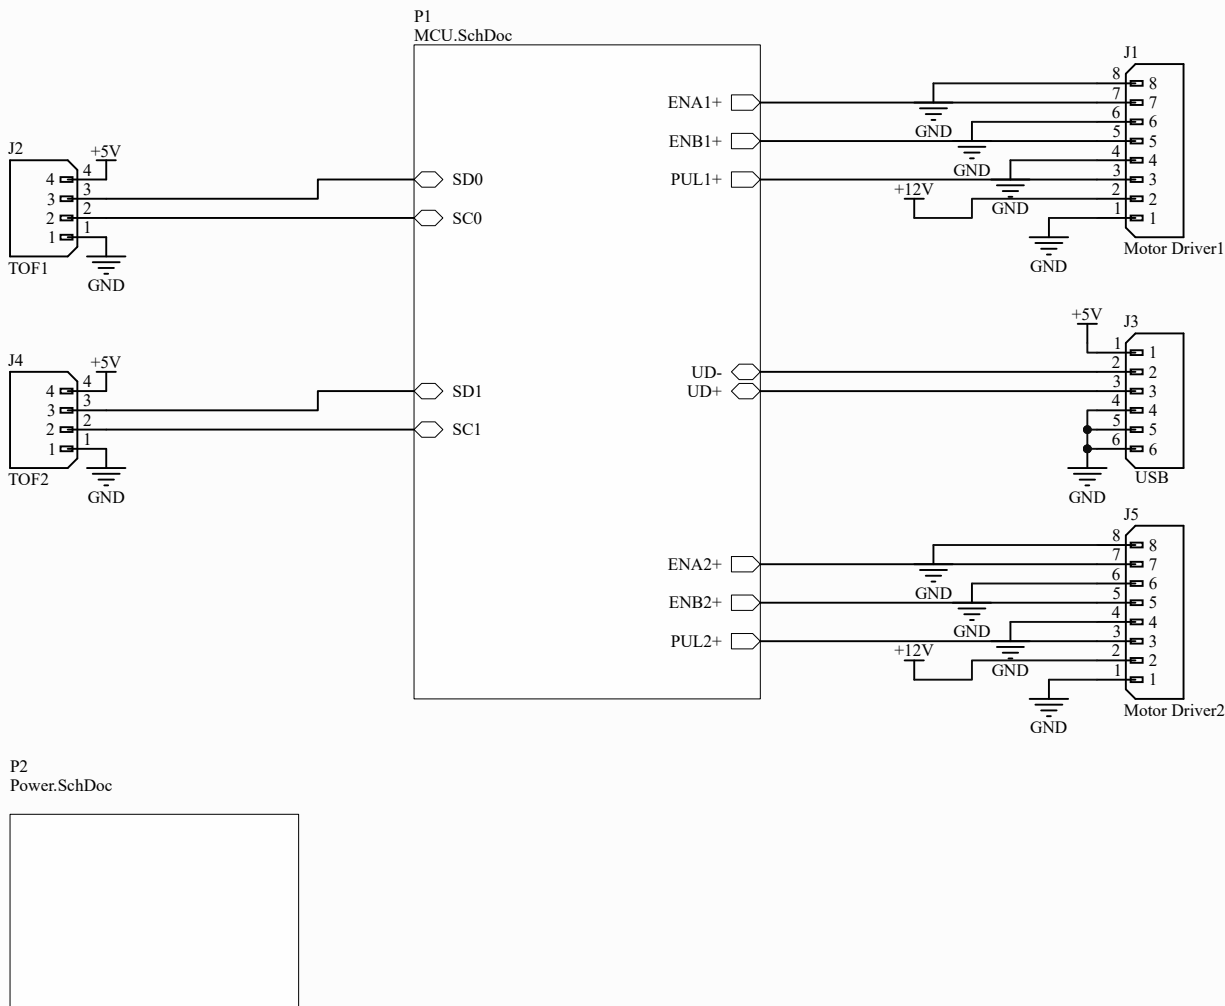 P1
MCU.SchDoc
J1
8 8
ENA1+ 7 7
GND 6 6
ENB1+ 5 5
GND 4 4
PUL1+ 3 3
+12V GND 2 2
1 1
GND Motor Driver1
J2 +5V
4 4
3 3
2 2
1 1
TOF1 GND
SD0
SC0
+5V J3
1 1
UD- 2 2
UD+ 3 3
4 4
5 5
6 6
GND USB
J4 +5V
4 4
3 3
2 2
1 1
TOF2 GND
SD1
SC1
J5
8 8
ENA2+ 7 7
GND 6 6
ENB2+ 5 5
GND 4 4
PUL2+ 3 3
+12V GND 2 2
1 1
GND Motor Driver2
P2
Power.SchDoc